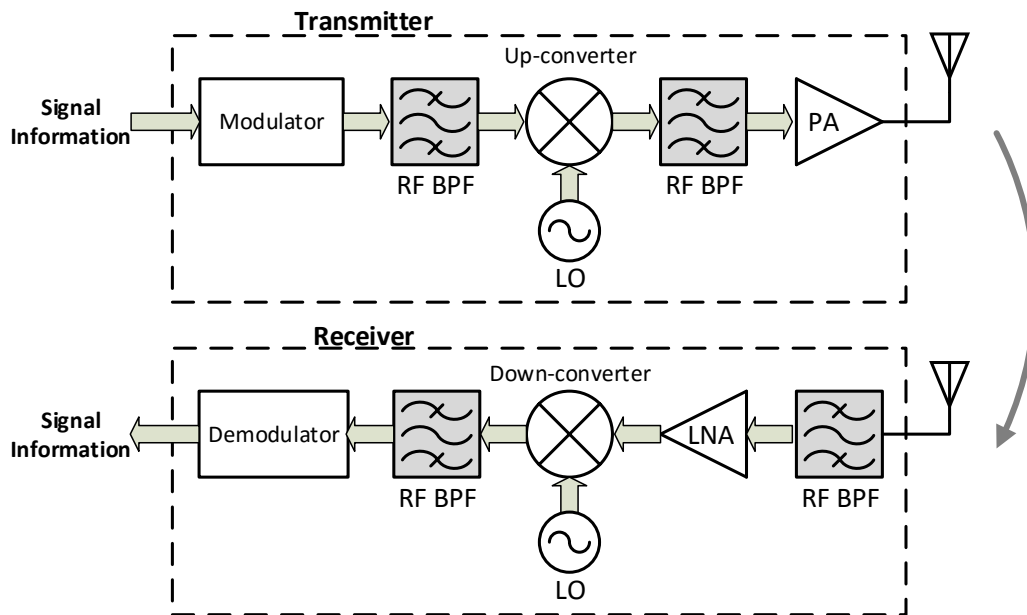 Transmitter
Up-converter
Signal
Information
Modulator
RF BPF
RF BPF
PA
LO
Receiver
Down-converter
Signal
Information
Demodulator
RF BPF
LNA
RF BPF
LO